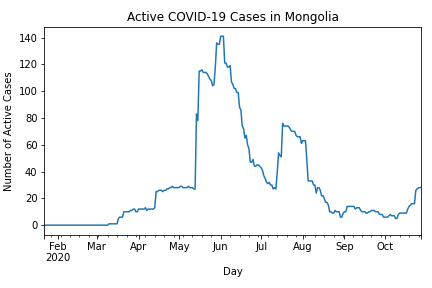 Active COVID-19 Cases in Mongolia
Number of Active Cases
140
120
100
80
60
40
20
0
Feb Mar Apr May Jun Jul Aug Sep Oct
2020
Day